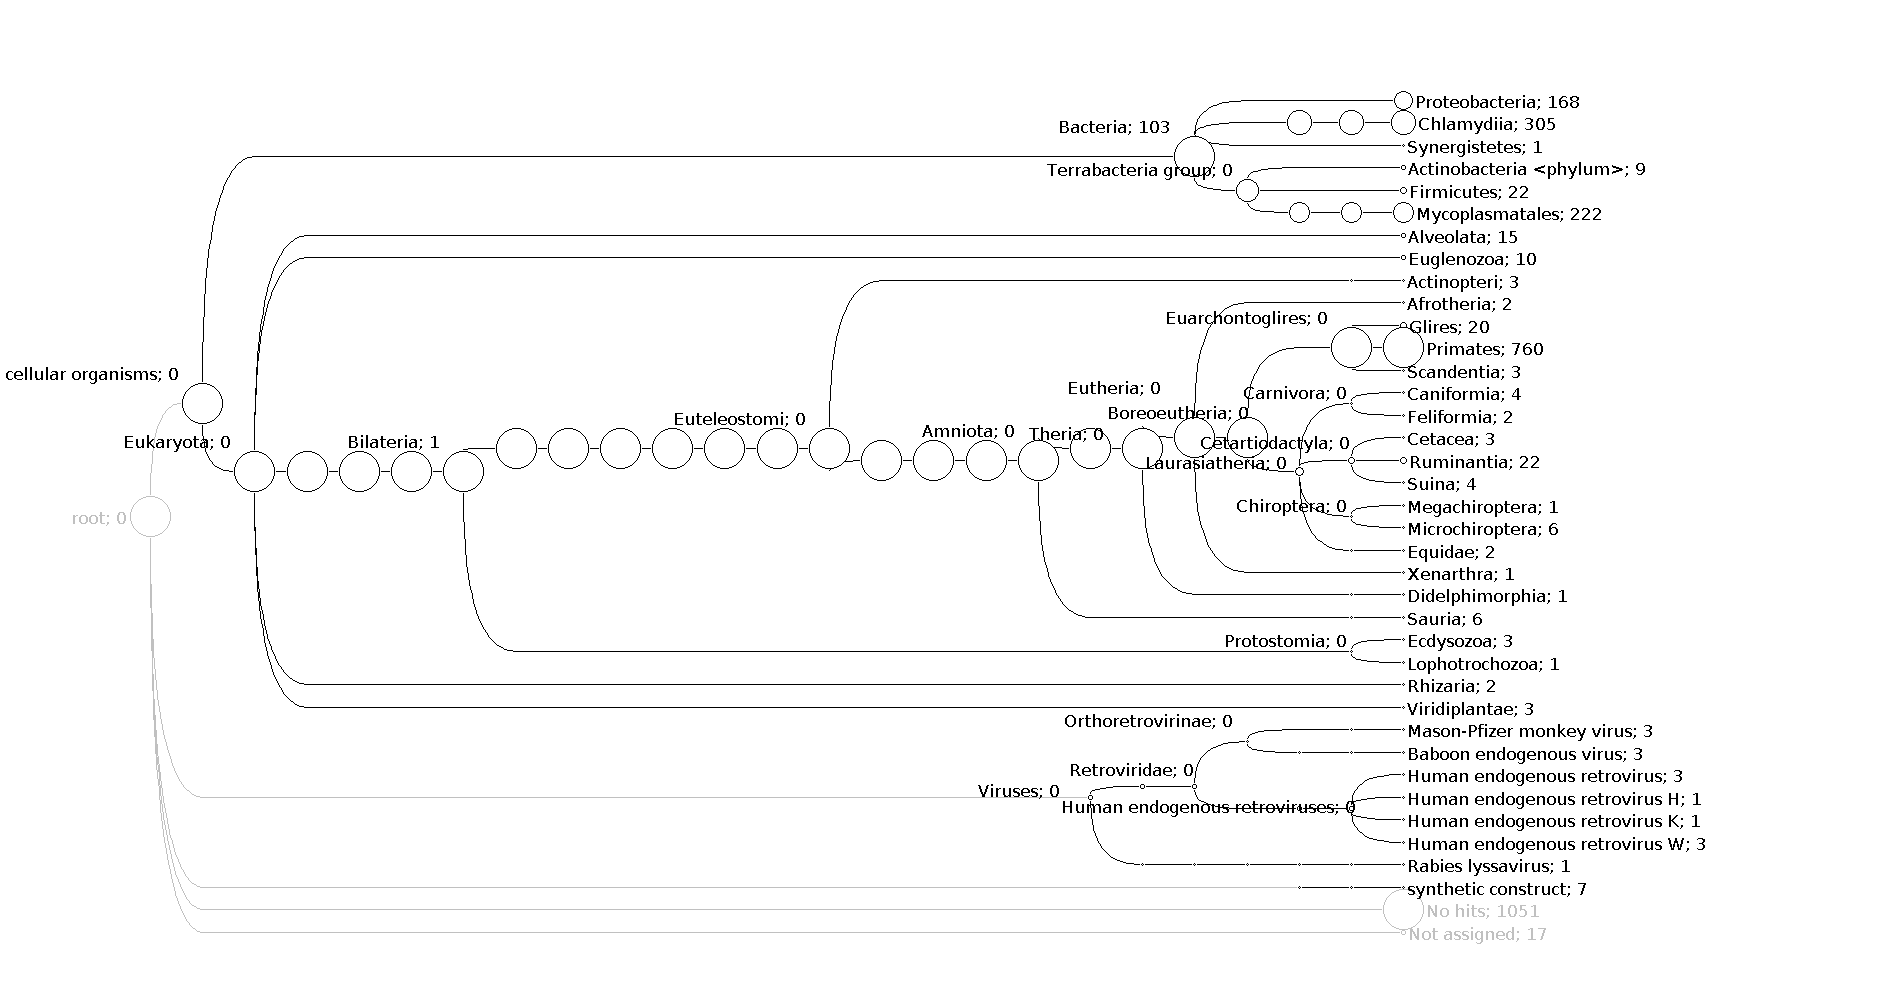 Proteobacteria; 168
Chlamydiia; 305
Bacteria; 103
Synergistetes; 1
Terrabacteria group; 0
Actinobacteria <phylum>; 9
Firmicutes; 22
Mycoplasmatales; 222
Alveolata; 15
Euglenozoa; 10
Actinopteri; 3
Afrotheria; 2
Euarchontoglires; 0
Glires; 20
Primates; 760
Scandentia; 3
cellular organisms; 0
Eutheria; 0
Carnivora; 0
Caniformia; 4
Boreoeutheria; 0
Feliformia; 2
Euteleostomi; 0
Amniota; 0
Theria; 0
Eukaryota; 0
Bilateria; 1
Cetartiodactyla; 0
Cetacea; 3
Laurasiatheria; 0
Ruminantia; 22
Suina; 4
Chiroptera; 0
Megachiroptera; 1
root; 0
Microchiroptera; 6
Equidae; 2
Xenarthra; 1
Didelphimorphia; 1
Sauria; 6
Protostomia; 0
Ecdysozoa; 3
Lophotrochozoa; 1
Rhizaria; 2
Viridiplantae; 3
Orthoretrovirinae; 0
Mason-Pfizer monkey virus; 3
Baboon endogenous virus; 3
Retroviridae; 0
Human endogenous retrovirus; 3
Viruses; 0
Human endogenous retrovirus H; 1
Human endogenous retroviruses; 0
Human endogenous retrovirus K; 1
Human endogenous retrovirus W; 3
Rabies lyssavirus; 1
synthetic construct; 7
No hits; 1051
Not assigned; 17